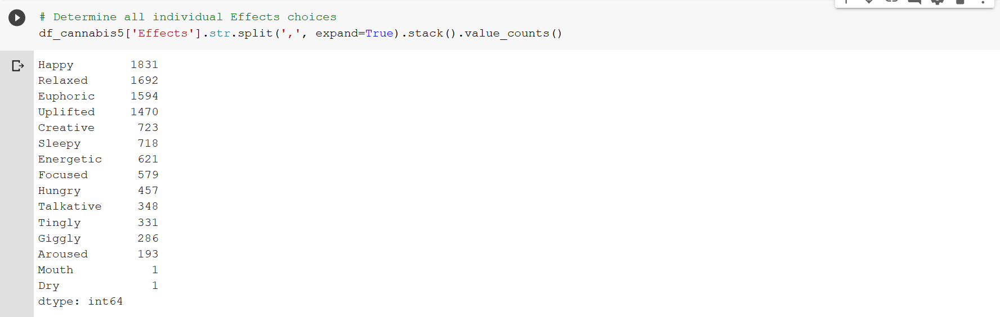 # Determine all individual Effects choices
df_cannabis5['Effects'].str.split(',', expand=True).stack().value_counts()
Happy 1831
Relaxed 1692
Euphoric 1594
Uplifted 1470
Creative 723
Sleepy 718
Energetic 621
Focused 579
Hungry 457
Talkative 348
Tingly 331
Giggly 286
Aroused 193
Mouth 1
Dry 1
dtype: int64